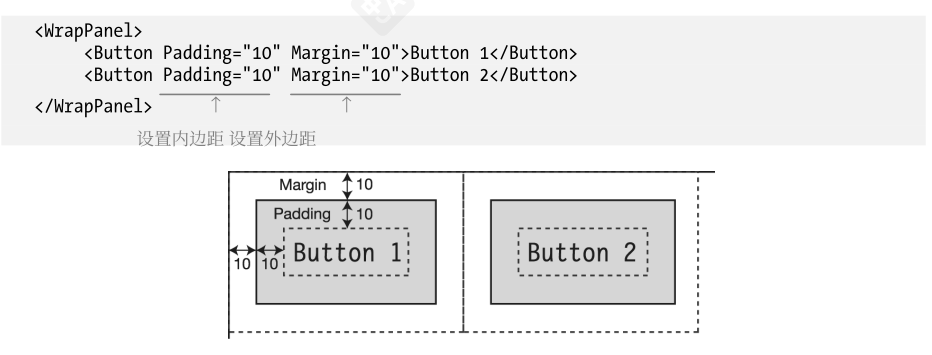 <WrapPanel>
<Button Padding="10" Margin="10">Button 1</Button>
<Button Padding="10" Margin="10">Button 2</Button>
</WrapPanel>
设置内边距 设置外边距
Margin 10
Padding 10
Button 1 Button 2
10 10